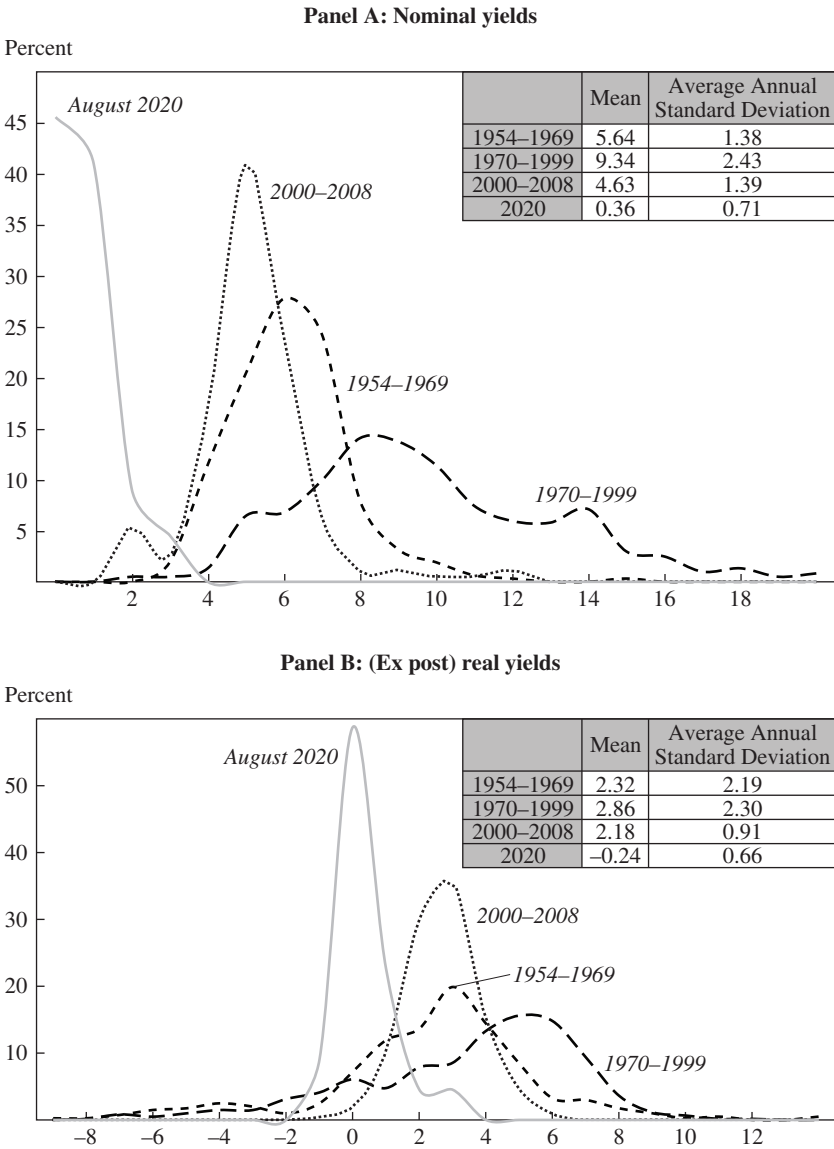 Panel A: Nominal yields
Percent
August 2020
Mean
Average Annual
Standard Deviation
1954–1969 5.64 1.38
1970–1999 9.34 2.43
2000–2008 4.63 1.39
2020 0.36 0.71
45
40
35
30
25
20
15
10
5
2000–2008
1954–1969
1970–1999
2 4 6 8 10 12 14 16 18
Panel B: (Ex post) real yields
Percent
August 2020
Mean
Average Annual
Standard Deviation
1954–1969 2.32 2.19
1970–1999 2.86 2.30
2000–2008 2.18 0.91
2020 –0.24 0.66
50
40
30
20
10
2000–2008
1954–1969
1970–1999
–8 –6 –4 –2 0 2 4 6 8 10 12